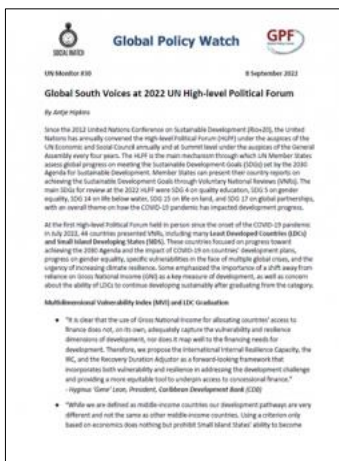 SOCIAL WATCH
Global Policy Watch
GPF
UN Monitor #30
8 September 2022
Global South Voices at 2022 UN High-level Political Forum
By Antje Hipkins
Since the 2012 United Nations Conference on Sustainable Development (Rio+20), the United
Nations has annually convened the High-level Political Forum (HLPF) under the auspices of the
UN Economic and Social Council annually and at Summit level under the auspices of the General
Assembly every four years. The HLPF is the main mechanism through which UN Member States
assess global progress on meeting the Sustainable Development Goals (SDGs) set by the 2030
Agenda for Sustainable Development. Member States can present their country reports on
achieving the Sustainable Development Goals through Voluntary National Reviews (VNRs). The
main SDGs for review at the 2022 HLPF were SDG 4 on quality education, SDG 5 on gender
equality, SDG 14 on life below water, SDG 15 on life on land, and SDG 17 on global partnerships,
with an overall theme on how the COVID-19 pandemic has impacted development progress.
At the first High-level Political Forum held in person since the onset of the COVID-19 pandemic
in July 2022, 44 countries presented VNRs, including many Least Developed Countries (LDCs)
and Small Island Developing States (SIDS). These countries focused on progress toward
achieving the 2030 Agenda and the impact of COVID-19 on countries' development plans,
progress on gender equality, specific vulnerabilities in the face of multiple global crises, and the
urgency of increasing climate resilience. Some emphasized the importance of a shift away from
reliance on Gross National Income (GNI) as a key measure of development, as well as concern
about the ability of LDCs to continue developing sustainably after graduating from the category.
Multidimensional Vulnerability Index (MVI) and LDC Graduation
● "It is clear that the use of Gross National Income for allocating countries' access to
finance does not, on its own, adequately capture the vulnerability and resilience
dimensions of development, nor does it map well to the financing needs for
development. Therefore, we propose the International Internal Resilience Capacity, the
IRC, and the Recovery Duration Adjustor as a forward-looking framework that
incorporates both vulnerability and resilience in addressing the development challenge
and providing a more equitable tool to underpin access to concessional finance."
- Hyginus 'Gene' Leon, President, Caribbean Development Bank (CDB)
● "While we are defined as middle-income countries our development pathways are very
different and not the same as other middle-income countries. Using a criterion only
based on economics does nothing but prohibit Small Island States' ability to become